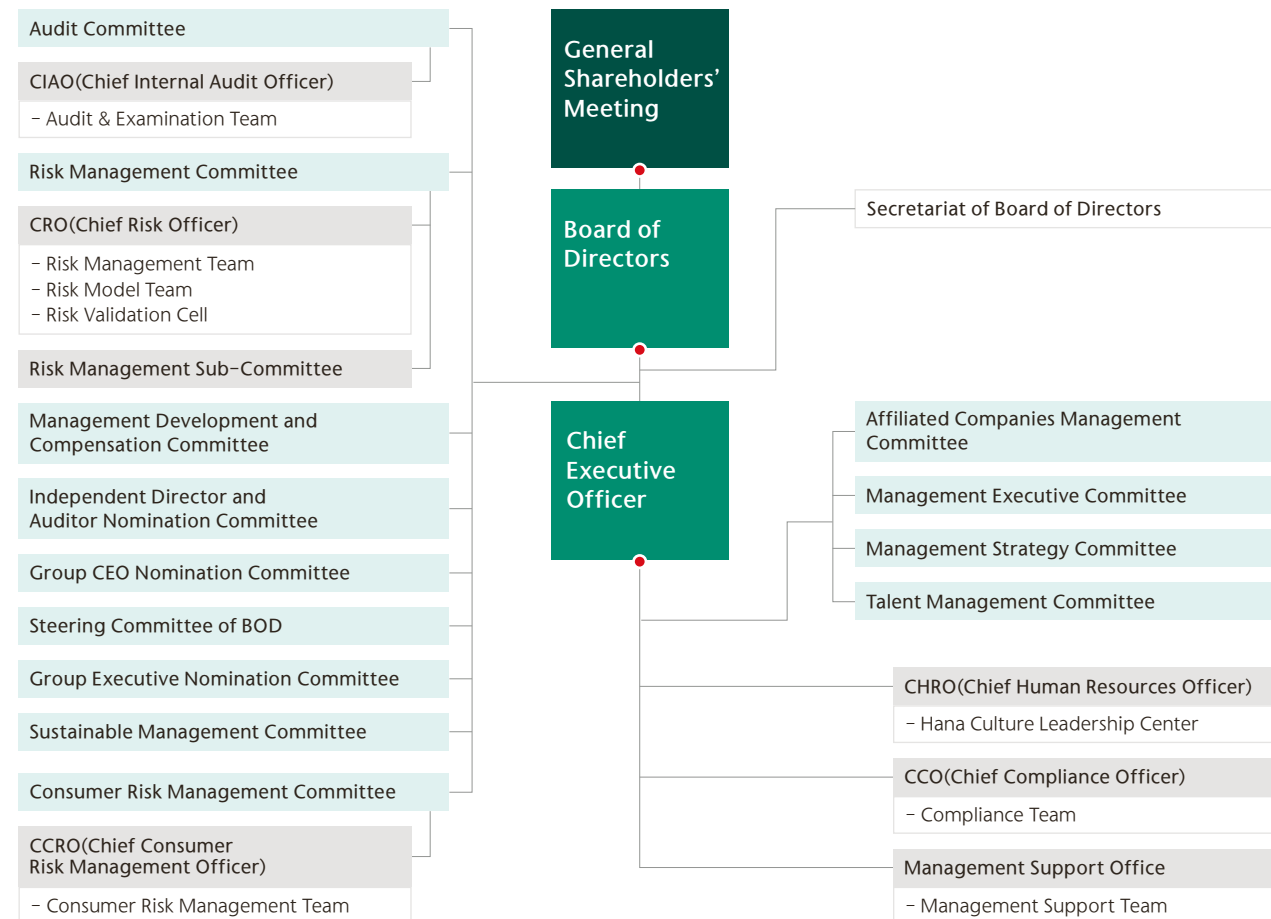 Audit Committee
CIAO(Chief Internal Audit Officer)
- Audit & Examination Team
Risk Management Committee
CRO(Chief Risk Officer)
- Risk Management Team
- Risk Model Team
- Risk Validation Cell
Risk Management Sub-Committee
Management Development and
Compensation Committee
Independent Director and
Auditor Nomination Committee
Group CEO Nomination Committee
Steering Committee of BOD
Group Executive Nomination Committee
Sustainable Management Committee
Consumer Risk Management Committee
CCRO(Chief Consumer
Risk Management Officer)
- Consumer Risk Management Team
General
Shareholders'
Meeting
Board of
Directors
Chief
Executive
Officer
Secretariat of Board of Directors
Affiliated Companies Management
Committee
Management Executive Committee
Management Strategy Committee
Talent Management Committee
CHRO(Chief Human Resources Officer)
- Hana Culture Leadership Center
CCO(Chief Compliance Officer)
- Compliance Team
Management Support Office
- Management Support Team